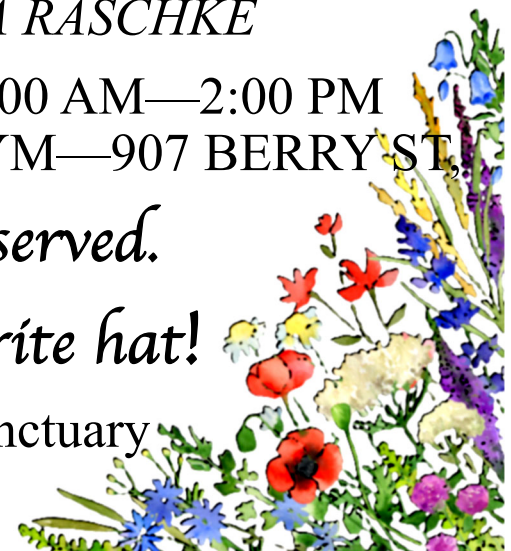 RASCHKE
00 AM—2:00 PM
YM—907 BERRY ST,
served.
rite hat!
nctuary